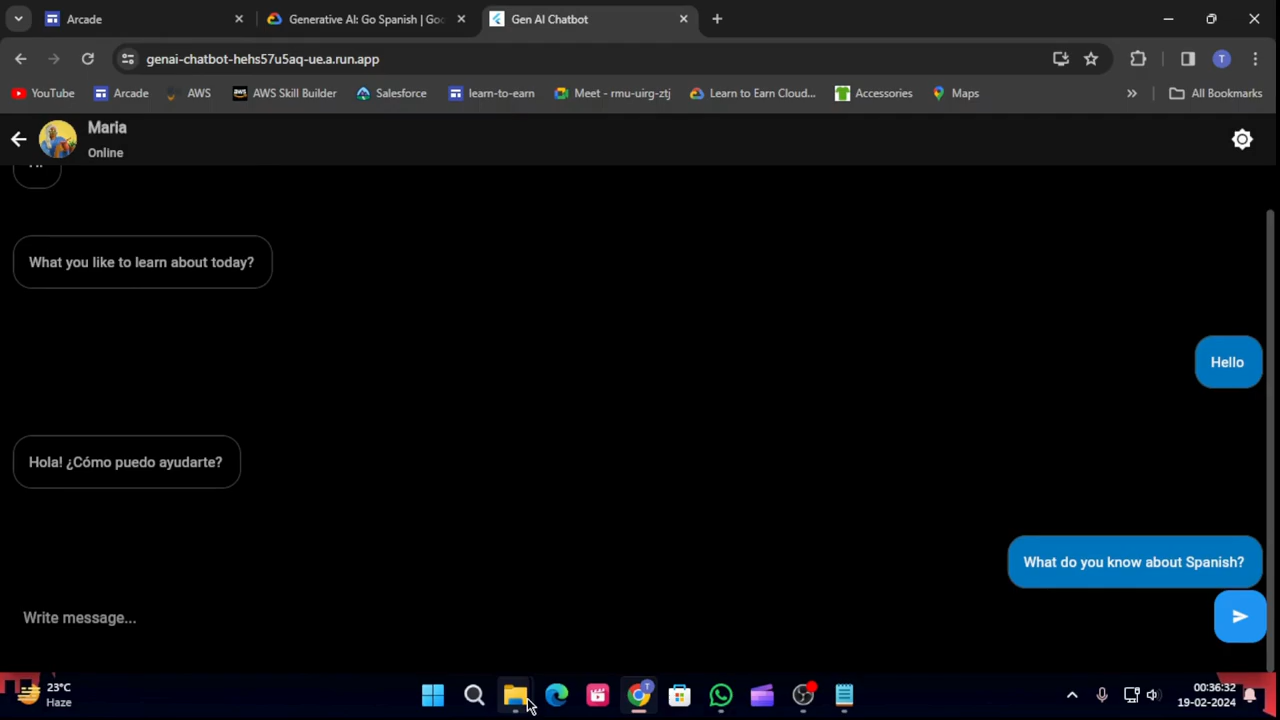 Arcade
Generative AI: Go Spanish | Goo
Gen AI Chatbot
genai-chatbot-hehs57u5aq-ue.a.run.app
T
YouTube
Arcade
AWS
AWS Skill Builder
Salesforce
learn-to-earn
Meet - rmu-uirg-ztj
Learn to Earn Cloud...
Accessories
Maps
All Bookmarks
Maria
Online
What you like to learn about today?
Hello
Hola! ¿Cómo puedo ayudarte?
What do you know about Spanish?
Write message...
23°C
Haze
T
00:36:32
19-02-2024